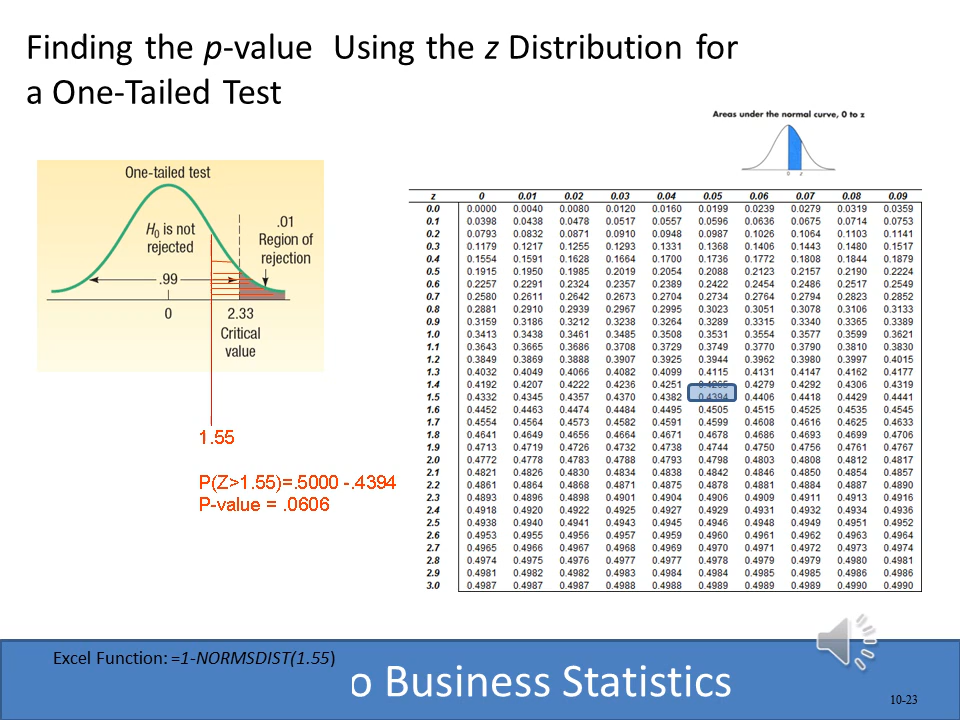 Finding the p-value Using the z Distribution for
a One-Tailed Test
Areas under the normal curve, 0 to z
0 z
One-tailed test
H0 is not
rejected
.01
Region of
rejection
.99
0 2.33
Critical
value
1.55
P(Z>1.55)=.5000 -.4394
P-value = .0606
z 0 0.01 0.02 0.03 0.04 0.05 0.06 0.07 0.08 0.09
0.0 0.0000 0.0040 0.0080 0.0120 0.0160 0.0199 0.0239 0.0279 0.0319 0.0359
0.1 0.0398 0.0438 0.0478 0.0517 0.0557 0.0596 0.0636 0.0675 0.0714 0.0753
0.2 0.0793 0.0832 0.0871 0.0910 0.0948 0.0987 0.1026 0.1064 0.1103 0.1141
0.3 0.1179 0.1217 0.1255 0.1293 0.1331 0.1368 0.1406 0.1443 0.1480 0.1517
0.4 0.1554 0.1591 0.1628 0.1664 0.1700 0.1736 0.1772 0.1808 0.1844 0.1879
0.5 0.1915 0.1950 0.1985 0.2019 0.2054 0.2088 0.2123 0.2157 0.2190 0.2224
0.6 0.2257 0.2291 0.2324 0.2357 0.2389 0.2422 0.2454 0.2486 0.2517 0.2549
0.7 0.2580 0.2611 0.2642 0.2673 0.2704 0.2734 0.2764 0.2794 0.2823 0.2852
0.8 0.2881 0.2910 0.2939 0.2967 0.2995 0.3023 0.3051 0.3078 0.3106 0.3133
0.9 0.3159 0.3186 0.3212 0.3238 0.3264 0.3289 0.3315 0.3340 0.3365 0.3389
1.0 0.3413 0.3438 0.3461 0.3485 0.3508 0.3531 0.3554 0.3577 0.3599 0.3621
1.1 0.3643 0.3665 0.3686 0.3708 0.3729 0.3749 0.3770 0.3790 0.3810 0.3830
1.2 0.3849 0.3869 0.3888 0.3907 0.3925 0.3944 0.3962 0.3980 0.3997 0.4015
1.3 0.4032 0.4049 0.4066 0.4082 0.4099 0.4115 0.4131 0.4147 0.4162 0.4177
1.4 0.4192 0.4207 0.4222 0.4236 0.4251 0.4265 0.4279 0.4292 0.4306 0.4319
1.5 0.4332 0.4345 0.4357 0.4370 0.4382 0.4394 0.4406 0.4418 0.4429 0.4441
1.6 0.4452 0.4463 0.4474 0.4484 0.4495 0.4505 0.4515 0.4525 0.4535 0.4545
1.7 0.4554 0.4564 0.4573 0.4582 0.4591 0.4599 0.4608 0.4616 0.4625 0.4633
1.8 0.4641 0.4649 0.4656 0.4664 0.4671 0.4678 0.4686 0.4693 0.4699 0.4706
1.9 0.4713 0.4719 0.4726 0.4732 0.4738 0.4744 0.4750 0.4756 0.4761 0.4767
2.0 0.4772 0.4778 0.4783 0.4788 0.4793 0.4798 0.4803 0.4808 0.4812 0.4817
2.1 0.4821 0.4826 0.4830 0.4834 0.4838 0.4842 0.4846 0.4850 0.4854 0.4857
2.2 0.4861 0.4864 0.4868 0.4871 0.4875 0.4878 0.4881 0.4884 0.4887 0.4890
2.3 0.4893 0.4896 0.4898 0.4901 0.4904 0.4906 0.4909 0.4911 0.4913 0.4916
2.4 0.4918 0.4920 0.4922 0.4925 0.4927 0.4929 0.4931 0.4932 0.4934 0.4936
2.5 0.4938 0.4940 0.4941 0.4943 0.4945 0.4946 0.4948 0.4949 0.4951 0.4952
2.6 0.4953 0.4955 0.4956 0.4957 0.4959 0.4960 0.4961 0.4962 0.4963 0.4964
2.7 0.4965 0.4966 0.4967 0.4968 0.4969 0.4970 0.4971 0.4972 0.4973 0.4974
2.8 0.4974 0.4975 0.4976 0.4977 0.4977 0.4978 0.4979 0.4979 0.4980 0.4981
2.9 0.4981 0.4982 0.4982 0.4983 0.4984 0.4984 0.4985 0.4985 0.4986 0.4986
3.0 0.4987 0.4987 0.4987 0.4988 0.4988 0.4989 0.4989 0.4989 0.4990 0.4990
Excel Function: =1-NORMSDIST(1.55)
o Business Statistics
10-23